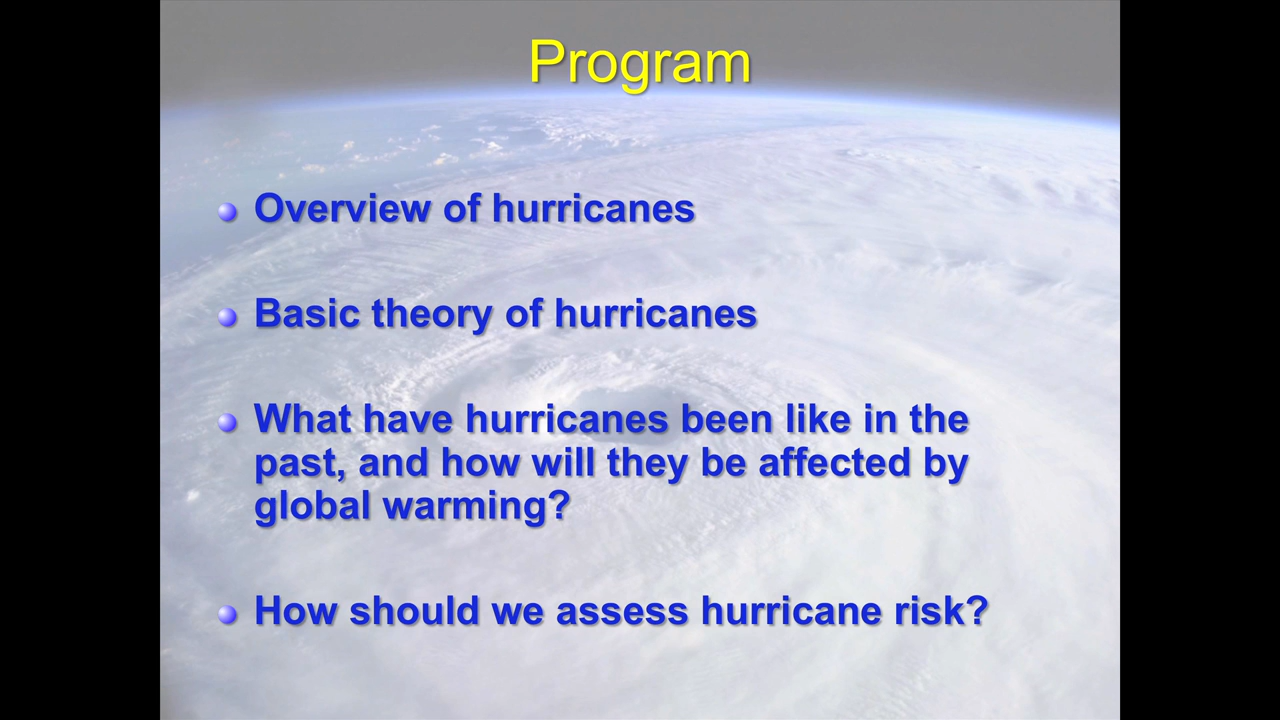 Program
Overview of hurricanes
Basic theory of hurricanes
What have hurricanes been like in the
past, and how will they be affected by
global warming?
How should we assess hurricane risk?